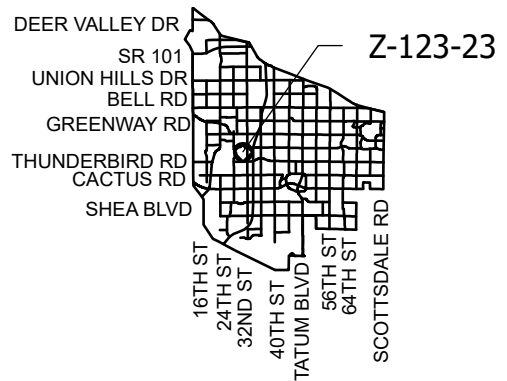 DEER VALLEY DR
Z-123-23
SR 101
UNION HILLS DR
BELL RD
GREENWAY RD
THUNDERBIRD RD
CACTUS RD
SHEA BLVD
16TH ST
24TH ST
32ND ST
40TH ST
TATUM BLVD
56TH ST
64TH ST
SCOTTSDALE RD